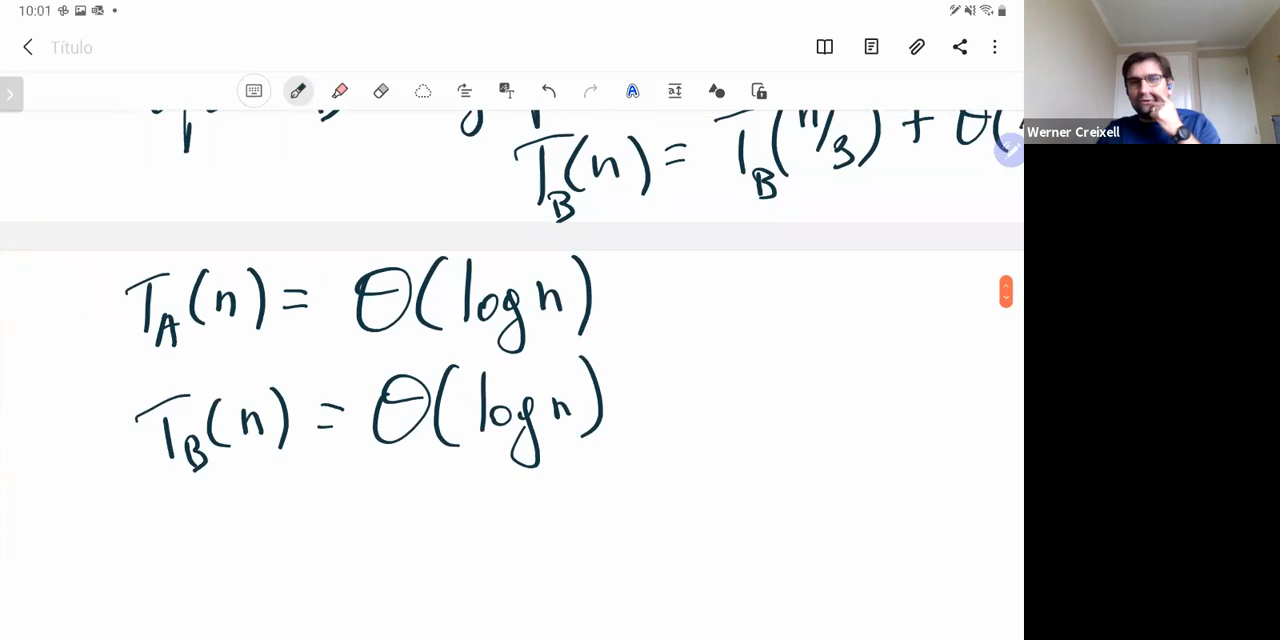 10:01
Título
Werner Creixell
T_B(n) = T_B(n/3) + Θ(
T_A(n) = Θ(log n)
T_B(n) = Θ(log n)